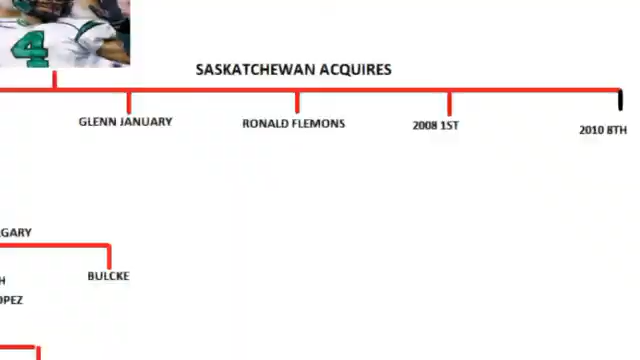 4
SASKATCHEWAN ACQUIRES
GLENN JANUARY
RONALD FLEMONS
2008 1ST
2010 8TH
GARY
BULCKE
H
OPEZ